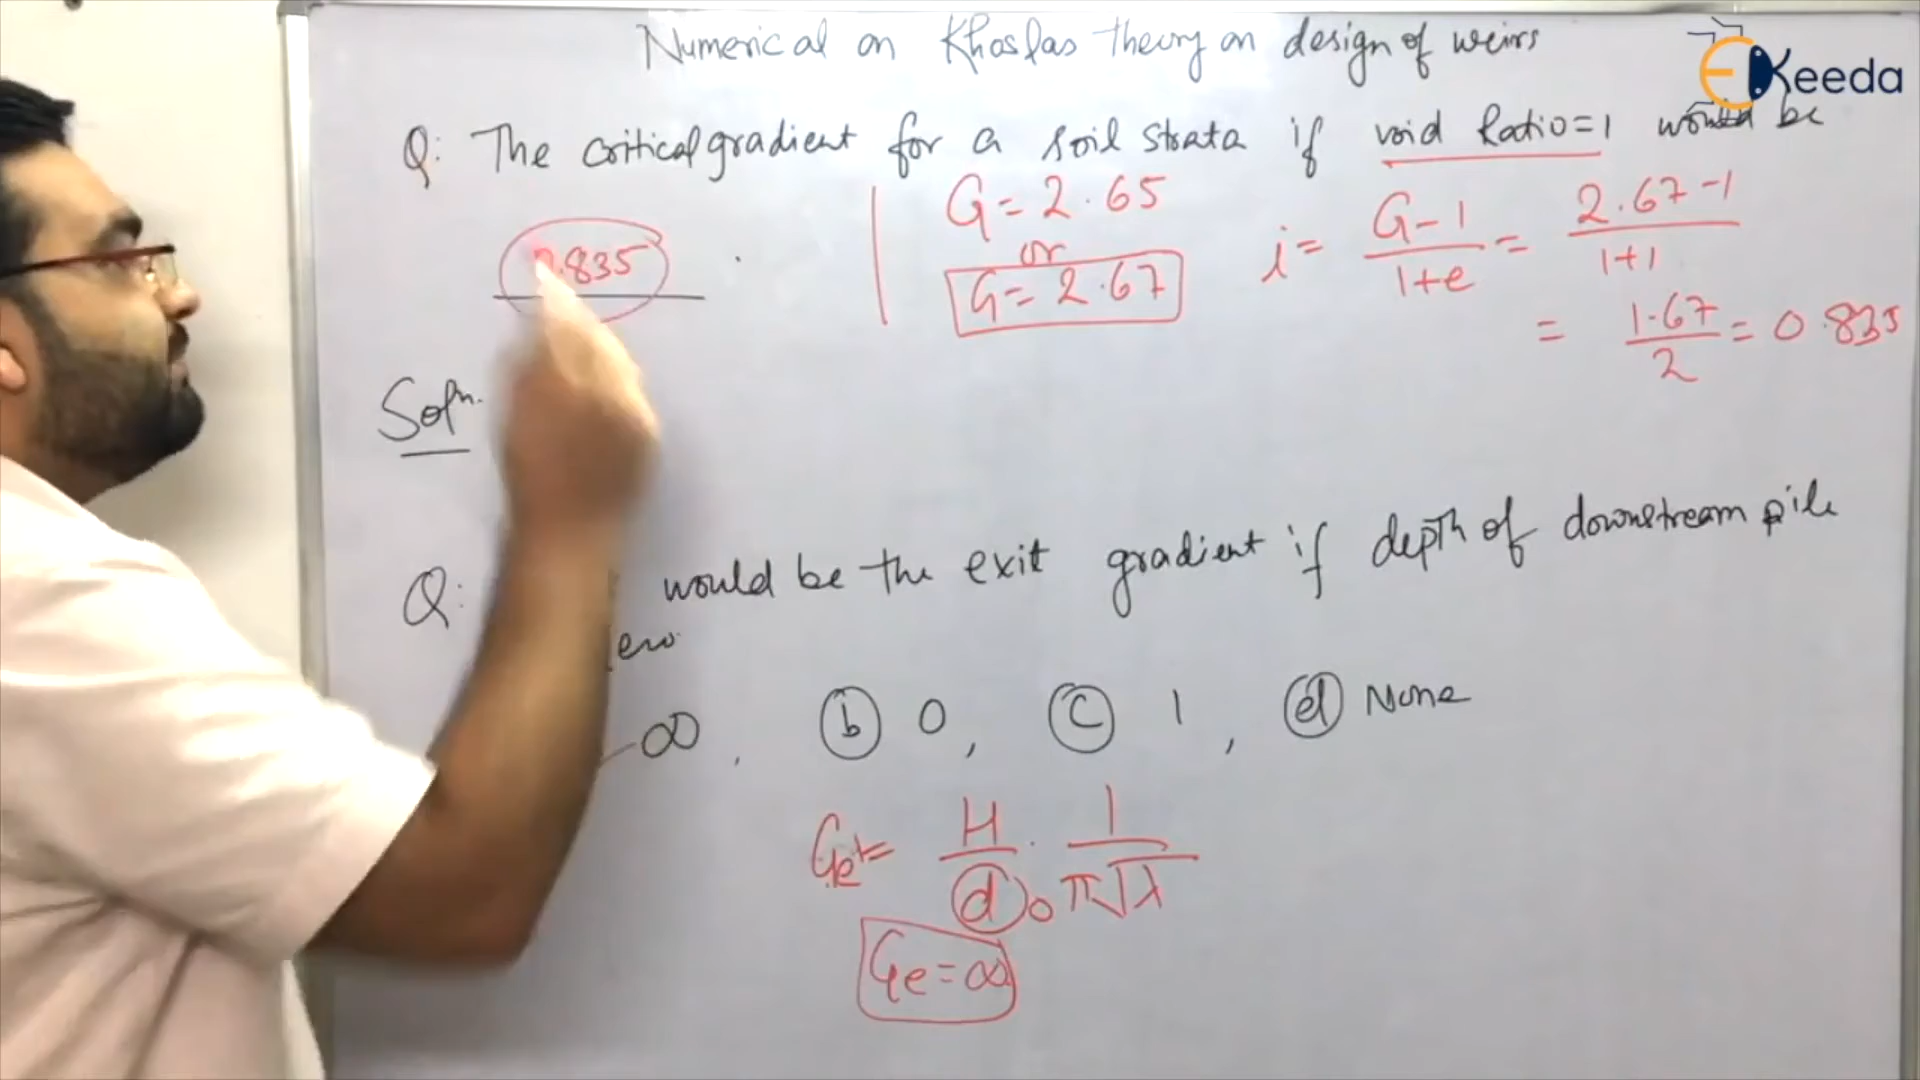 Numerical on Khoslas theory on design of weirs
EKeeda
Q: The critical gradient for a soil strata if void Ratio=1 would be
.835
G = 2.65
or
G = 2.67
i = G-1 / 1+e = 2.67-1 / 1+1
= 1.67 / 2 = 0.835
Soln.
Q: would be the exit gradient if depth of downstream pile
∞ , (b) 0 , (c) 1 , (d) None
Ge = H / d . 1 / π√λ
0
Ge = ∞